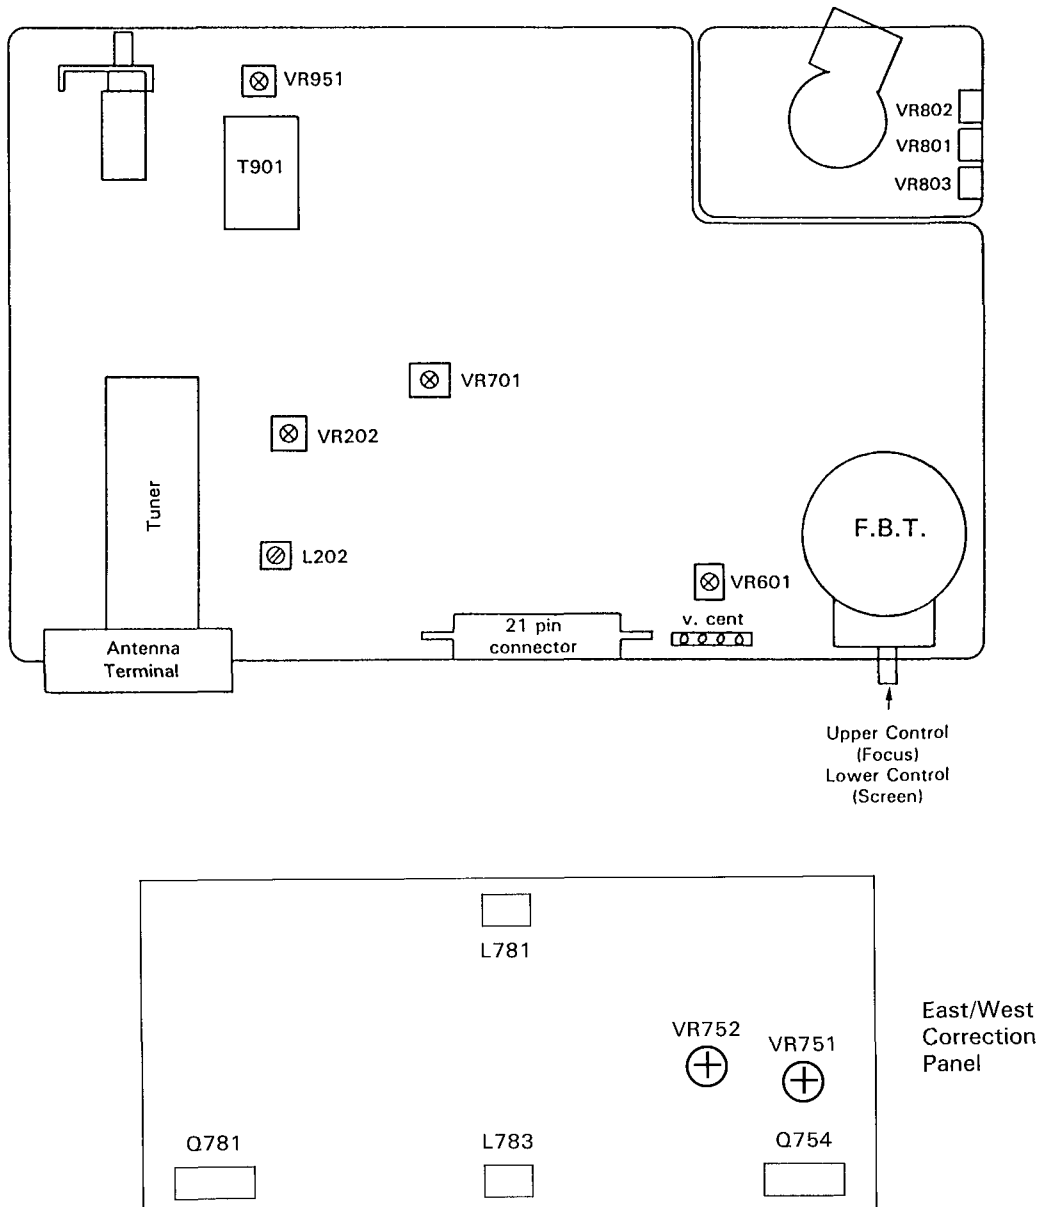 VR951
T901
VR802
VR801
VR803
VR701
VR202
Tuner
F.B.T.
L202
VR601
v. cent
21 pin
connector
Antenna
Terminal
Upper Control
(Focus)
Lower Control
(Screen)
L781
East/West
Correction
Panel
VR752
VR751
Q781
L783
Q754